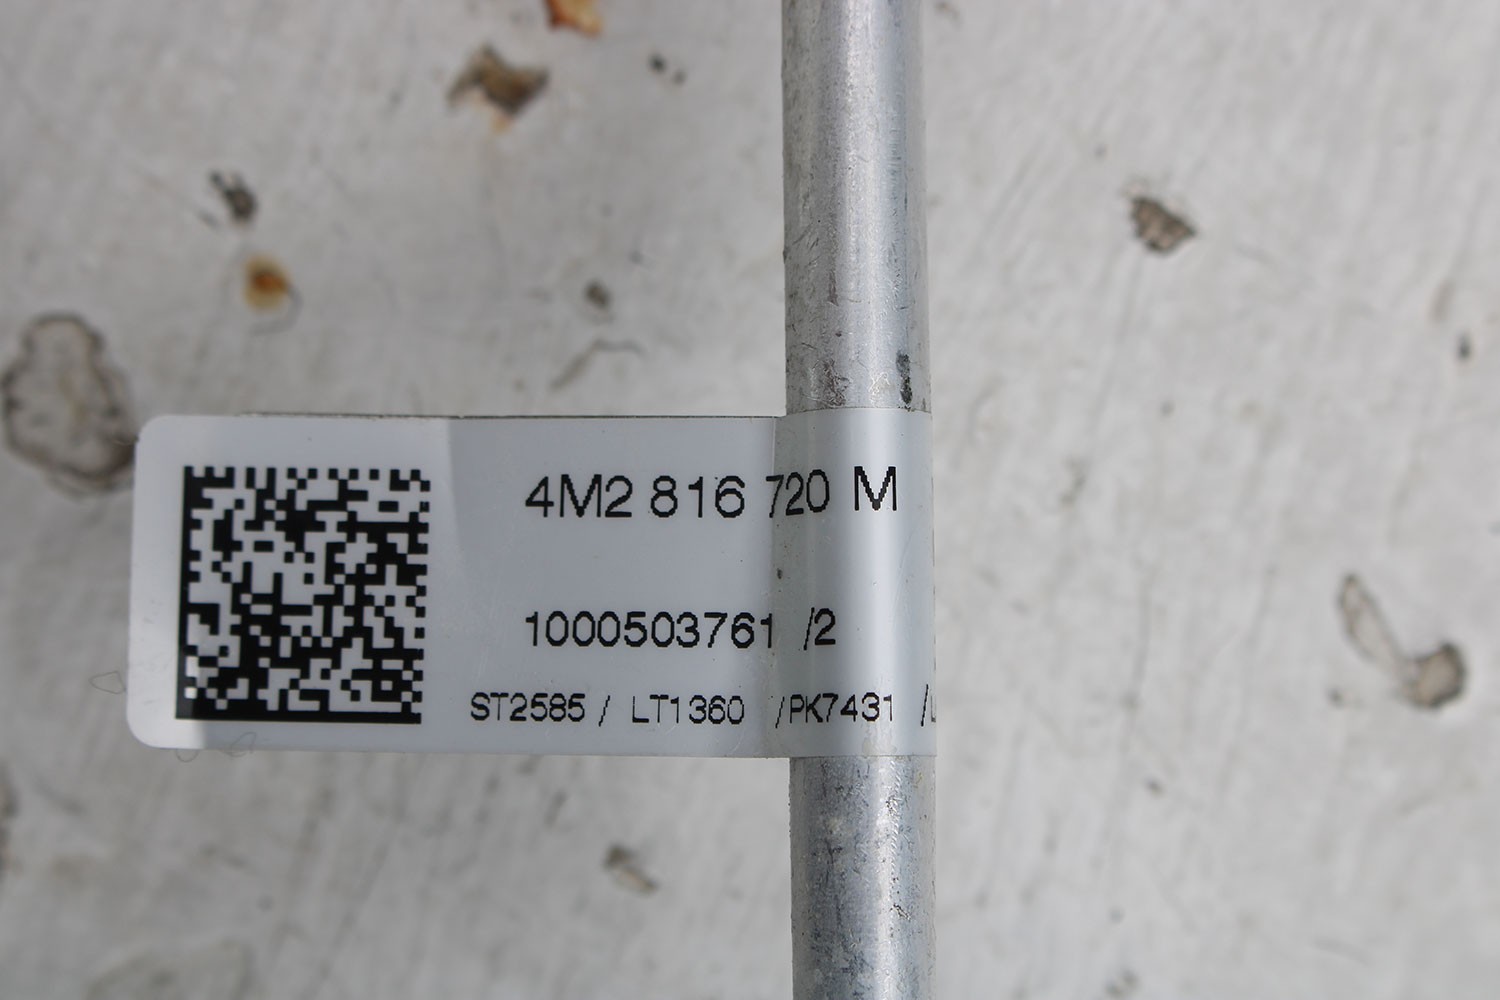 4M2 816 720 M
1000503761 /2
ST2585 / LT1360 /PK7431 /